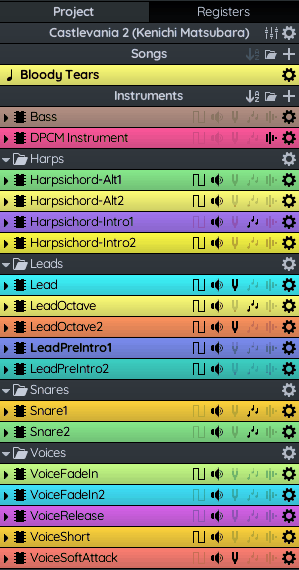 Project
Registers
Castlevania 2 (Kenichi Matsubara)
Songs
Bloody Tears
Instruments
Bass
DPCM Instrument
Harps
Harpsichord-Alt1
Harpsichord-Alt2
Harpsichord-Intro1
Harpsichord-Intro2
Leads
Lead
LeadOctave
LeadOctave2
LeadPreIntro1
LeadPreIntro2
Snares
Snare1
Snare2
Voices
VoiceFadeIn
VoiceFadeIn2
VoiceRelease
VoiceShort
VoiceSoftAttack